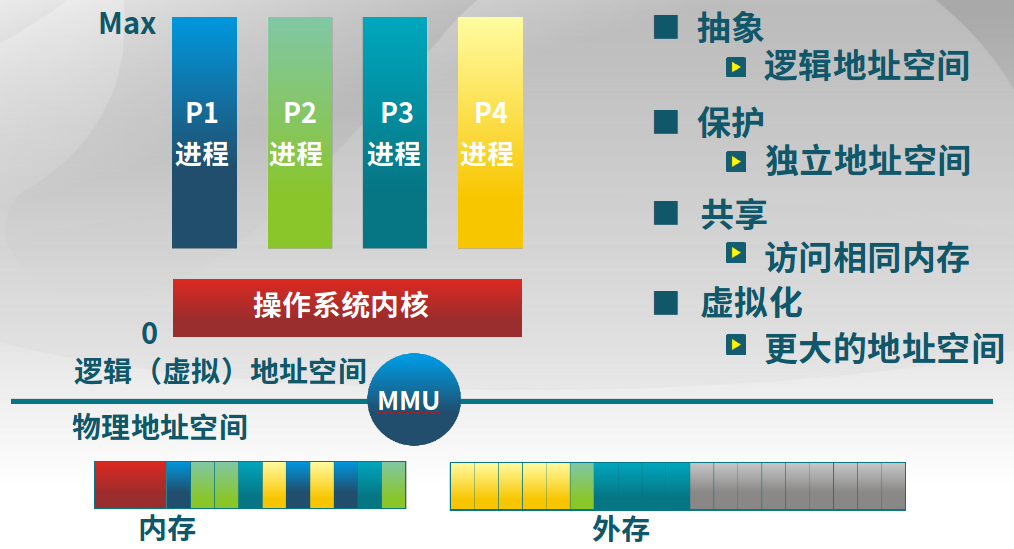 Max
P1
进程
P2
进程
P3
进程
P4
进程
操作系统内核
0
逻辑（虚拟）地址空间
MMU
物理地址空间
内存
外存
抽象
逻辑地址空间
保护
独立地址空间
共享
访问相同内存
虚拟化
更大的地址空间